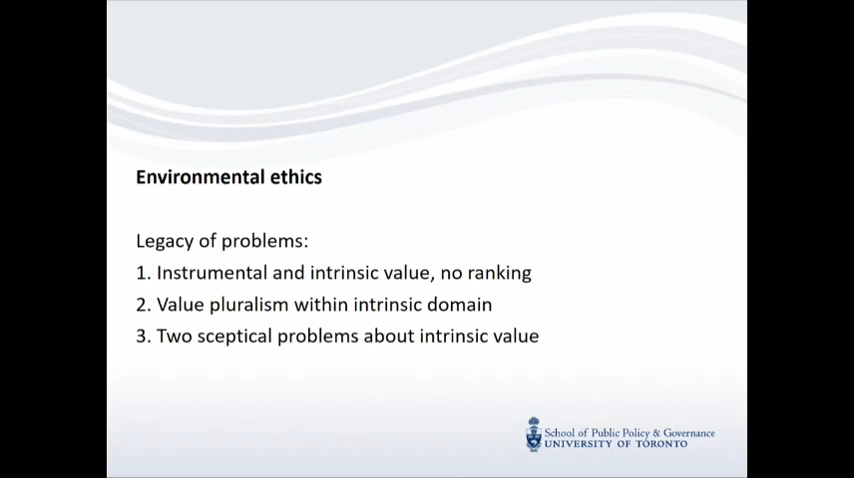 Environmental ethics
Legacy of problems:
1. Instrumental and intrinsic value, no ranking
2. Value pluralism within intrinsic domain
3. Two sceptical problems about intrinsic value
School of Public Policy & Governance
UNIVERSITY OF TORONTO